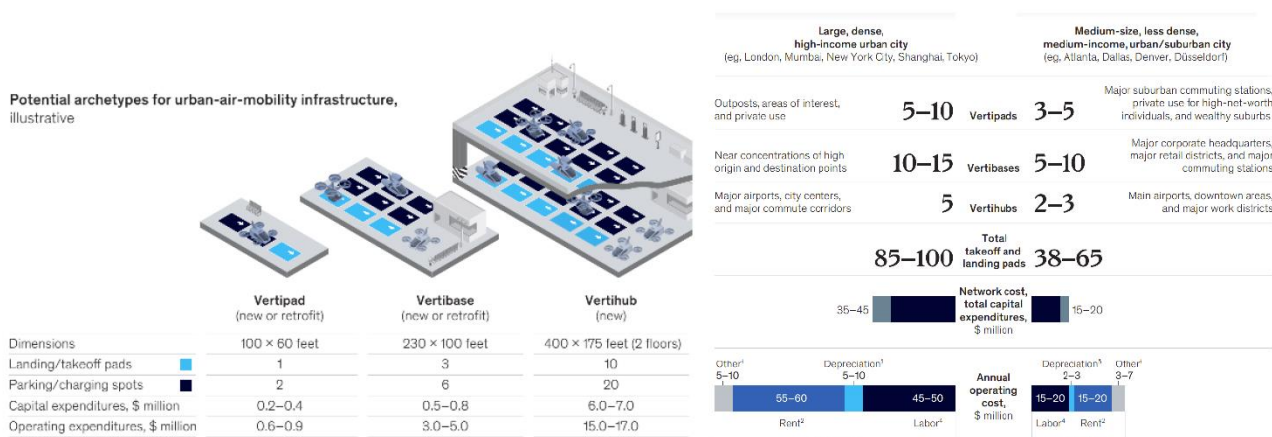 Potential archetypes for urban-air-mobility infrastructure,
illustrative
Vertipad
(new or retrofit)
Vertibase
(new or retrofit)
Vertihub
(new)
Dimensions 100 × 60 feet 230 × 100 feet 400 × 175 feet (2 floors)
Landing/takeoff pads 1 3 10
Parking/charging spots 2 6 20
Capital expenditures, $ million 0.2–0.4 0.5–0.8 6.0–7.0
Operating expenditures, $ million 0.6–0.9 3.0–5.0 15.0–17.0
Large, dense,
high-income urban city
(eg, London, Mumbai, New York City, Shanghai, Tokyo)
Medium-size, less dense,
medium-income, urban/suburban city
(eg, Atlanta, Dallas, Denver, Düsseldorf)
Outposts, areas of interest,
and private use
5–10 Vertipads 3–5
Major suburban commuting stations,
private use for high-net-worth
individuals, and wealthy suburbs
Near concentrations of high
origin and destination points
10–15 Vertibases 5–10
Major corporate headquarters,
major retail districts, and major
commuting stations
Major airports, city centers,
and major commute corridors
5 Vertihubs 2–3
Main airports, downtown areas,
and major work districts
85–100
Total
takeoff and
landing pads
38–65
35–45
Network cost,
total capital
expenditures,
$ million
15–20
Other⁴
5–10
Depreciation³
5–10
55–60
45–50
Rent²
Labor⁴
Annual
operating
cost,
$ million
Depreciation³
2–3
Other⁴
3–7
15–20
15–20
Labor⁴
Rent²